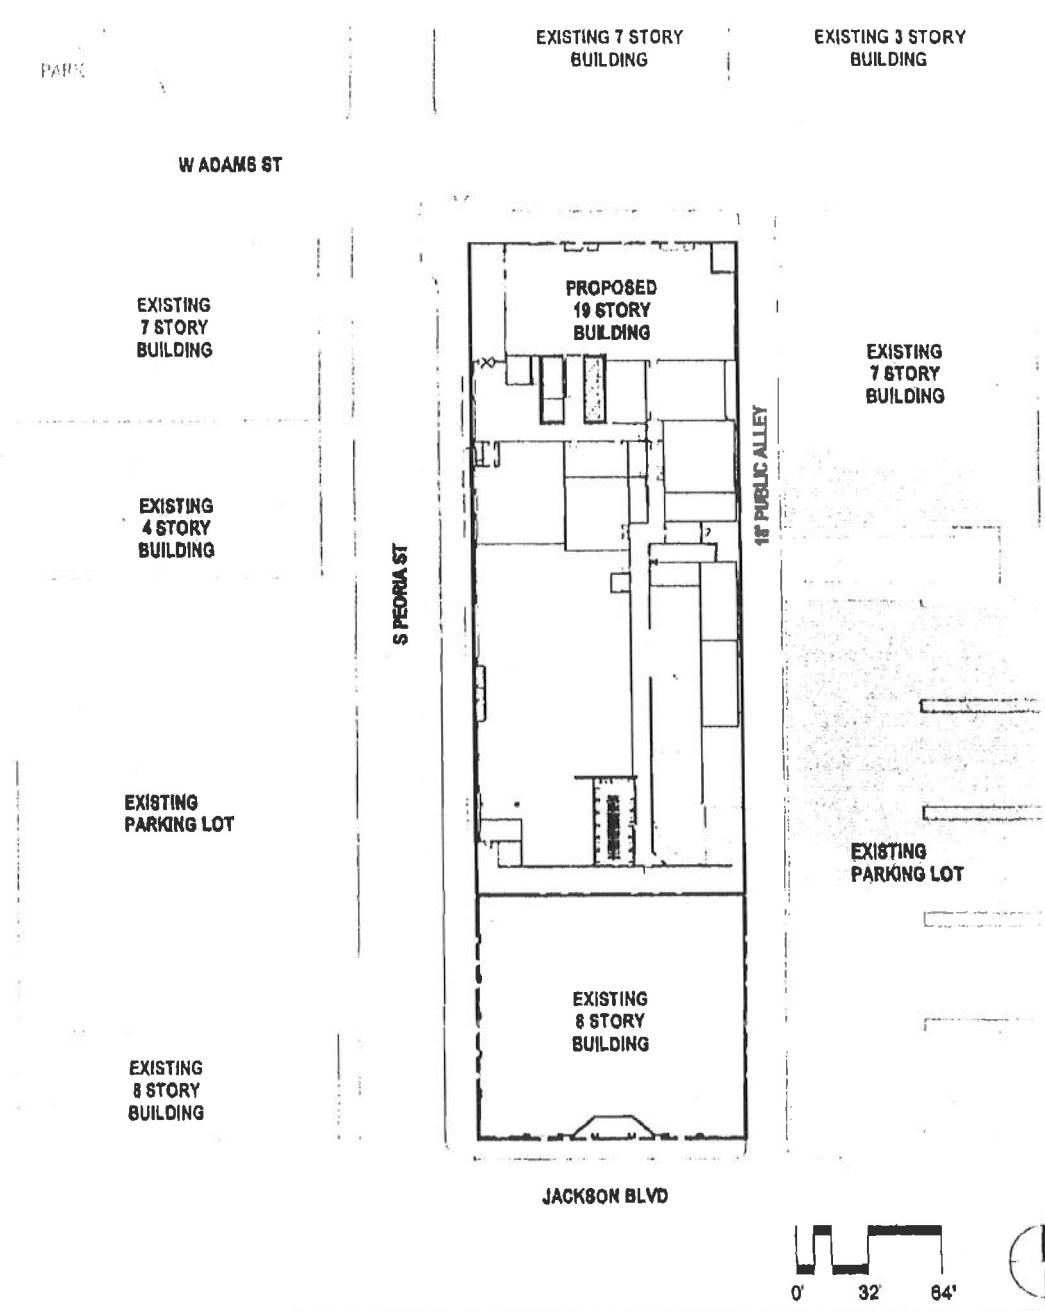 EXISTING 7 STORY
BUILDING
EXISTING 3 STORY
BUILDING
PARK
W ADAMS ST
PROPOSED
19 STORY
BUILDING
EXISTING
7 STORY
BUILDING
EXISTING
7 STORY
BUILDING
18' PUBLIC ALLEY
EXISTING
4 STORY
BUILDING
S PEORIA ST
EXISTING
PARKING LOT
EXISTING
PARKING LOT
EXISTING
8 STORY
BUILDING
EXISTING
8 STORY
BUILDING
JACKSON BLVD
0' 32' 64'